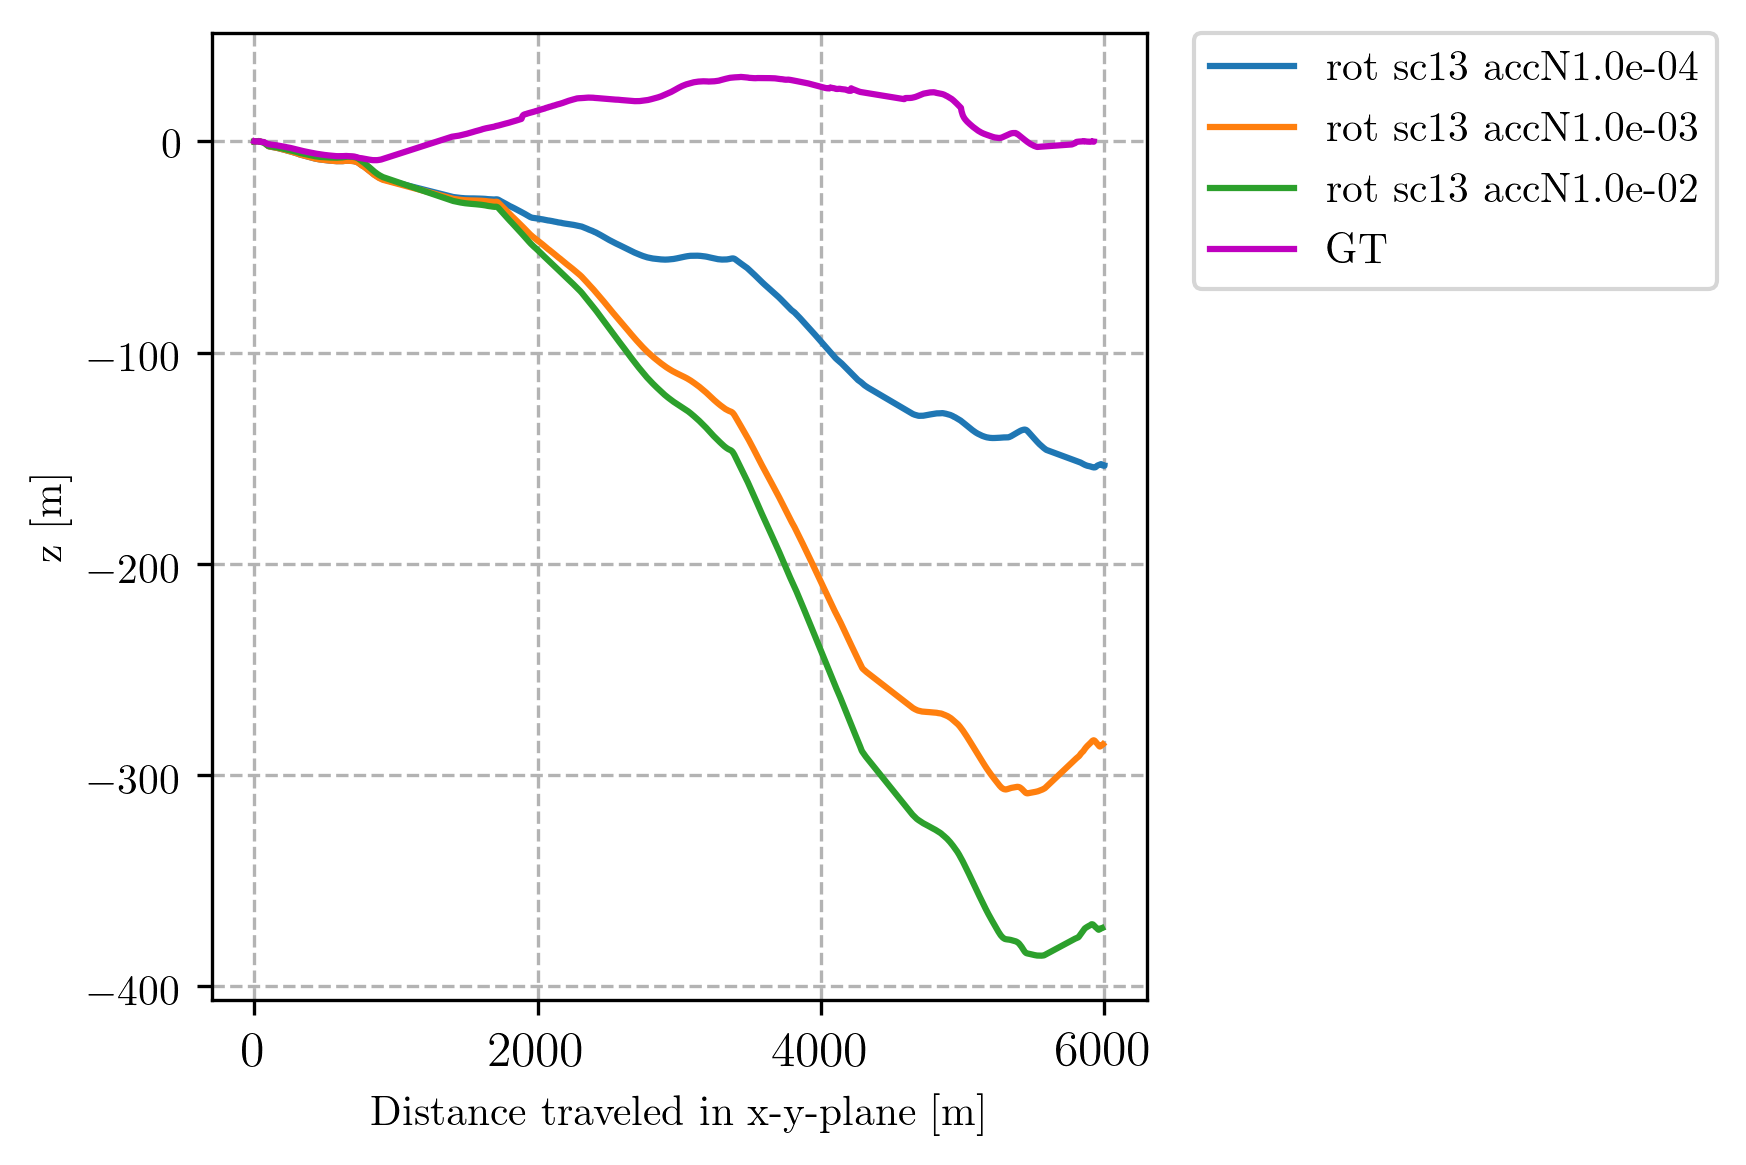 rot sc13 accN1.0e-04
rot sc13 accN1.0e-03
rot sc13 accN1.0e-02
GT
0
−100
−200
−300
−400
z [m]
0 2000 4000 6000
Distance traveled in x-y-plane [m]